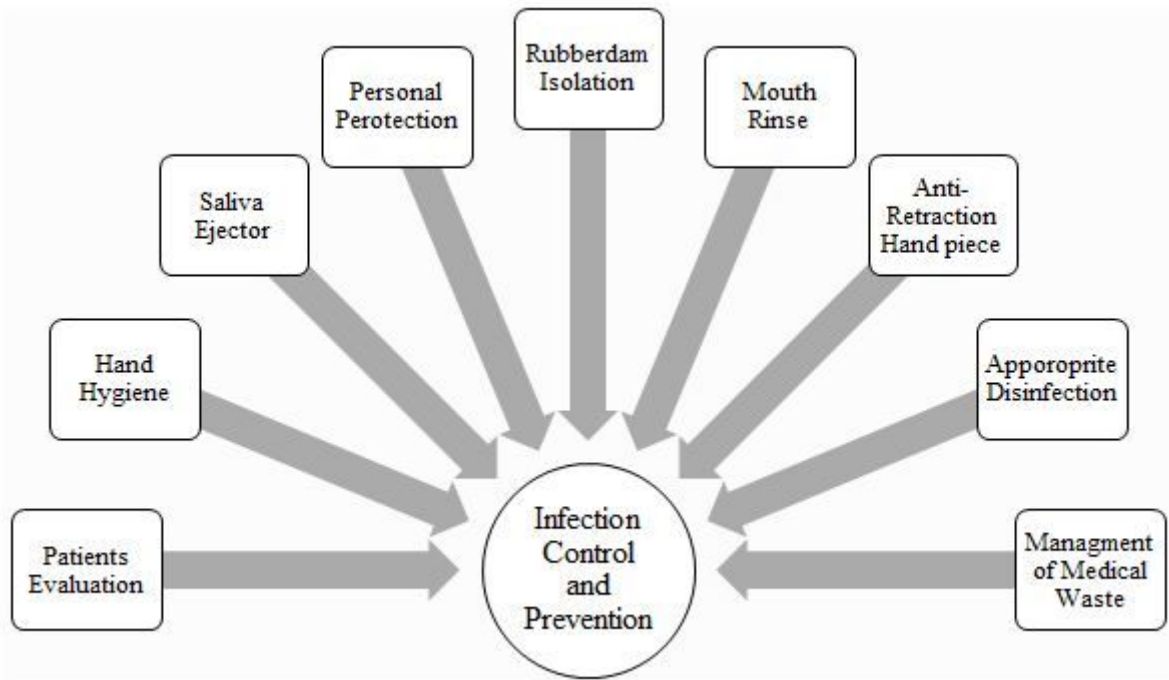 Rubberdam
Isolation
Personal
Perotection
Mouth
Rinse
Saliva
Ejector
Anti-
Retraction
Hand piece
Hand
Hygiene
Apporoprite
Disinfection
Patients
Evaluation
Infection
Control
and
Prevention
Managment
of Medical
Waste